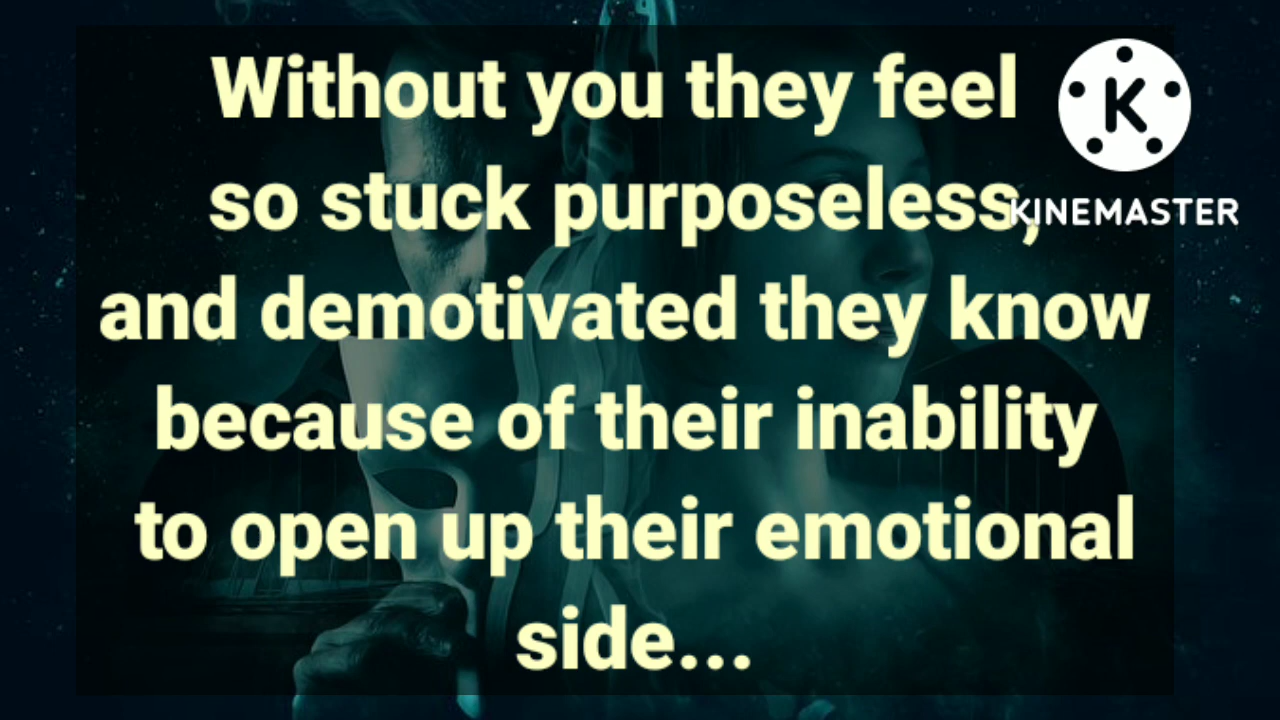 Without you they feel
so stuck purposeless,
and demotivated they know
because of their inability
to open up their emotional
side...
K
KINEMASTER